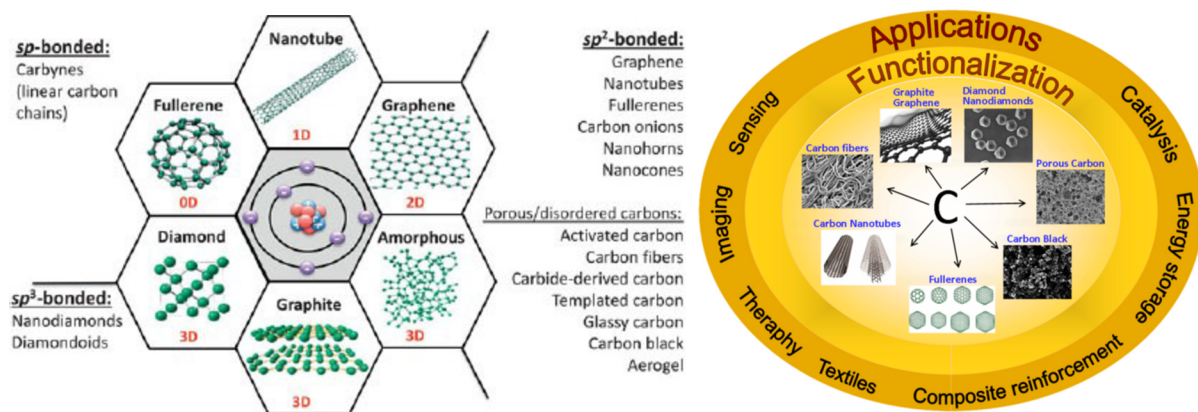 sp-bonded:
Carbynes
(linear carbon
chains)
Nanotube
1D
Fullerene
0D
Graphene
2D
Diamond
3D
Amorphous
3D
Graphite
3D
sp³-bonded:
Nanodiamonds
Diamondoids
sp²-bonded:
Graphene
Nanotubes
Fullerenes
Carbon onions
Nanohorns
Nanocones
Porous/disordered carbons:
Activated carbon
Carbon fibers
Carbide-derived carbon
Templated carbon
Glassy carbon
Carbon black
Aerogel
Applications
Functionalization
Sensing
Imaging
Theraphy
Textiles
Composite reinforcement
Energy storage
Catalysis
Graphite
Graphene
Diamond
Nanodiamonds
Carbon fibers
Porous Carbon
C
Carbon Nanotubes
Carbon Black
Fullerenes